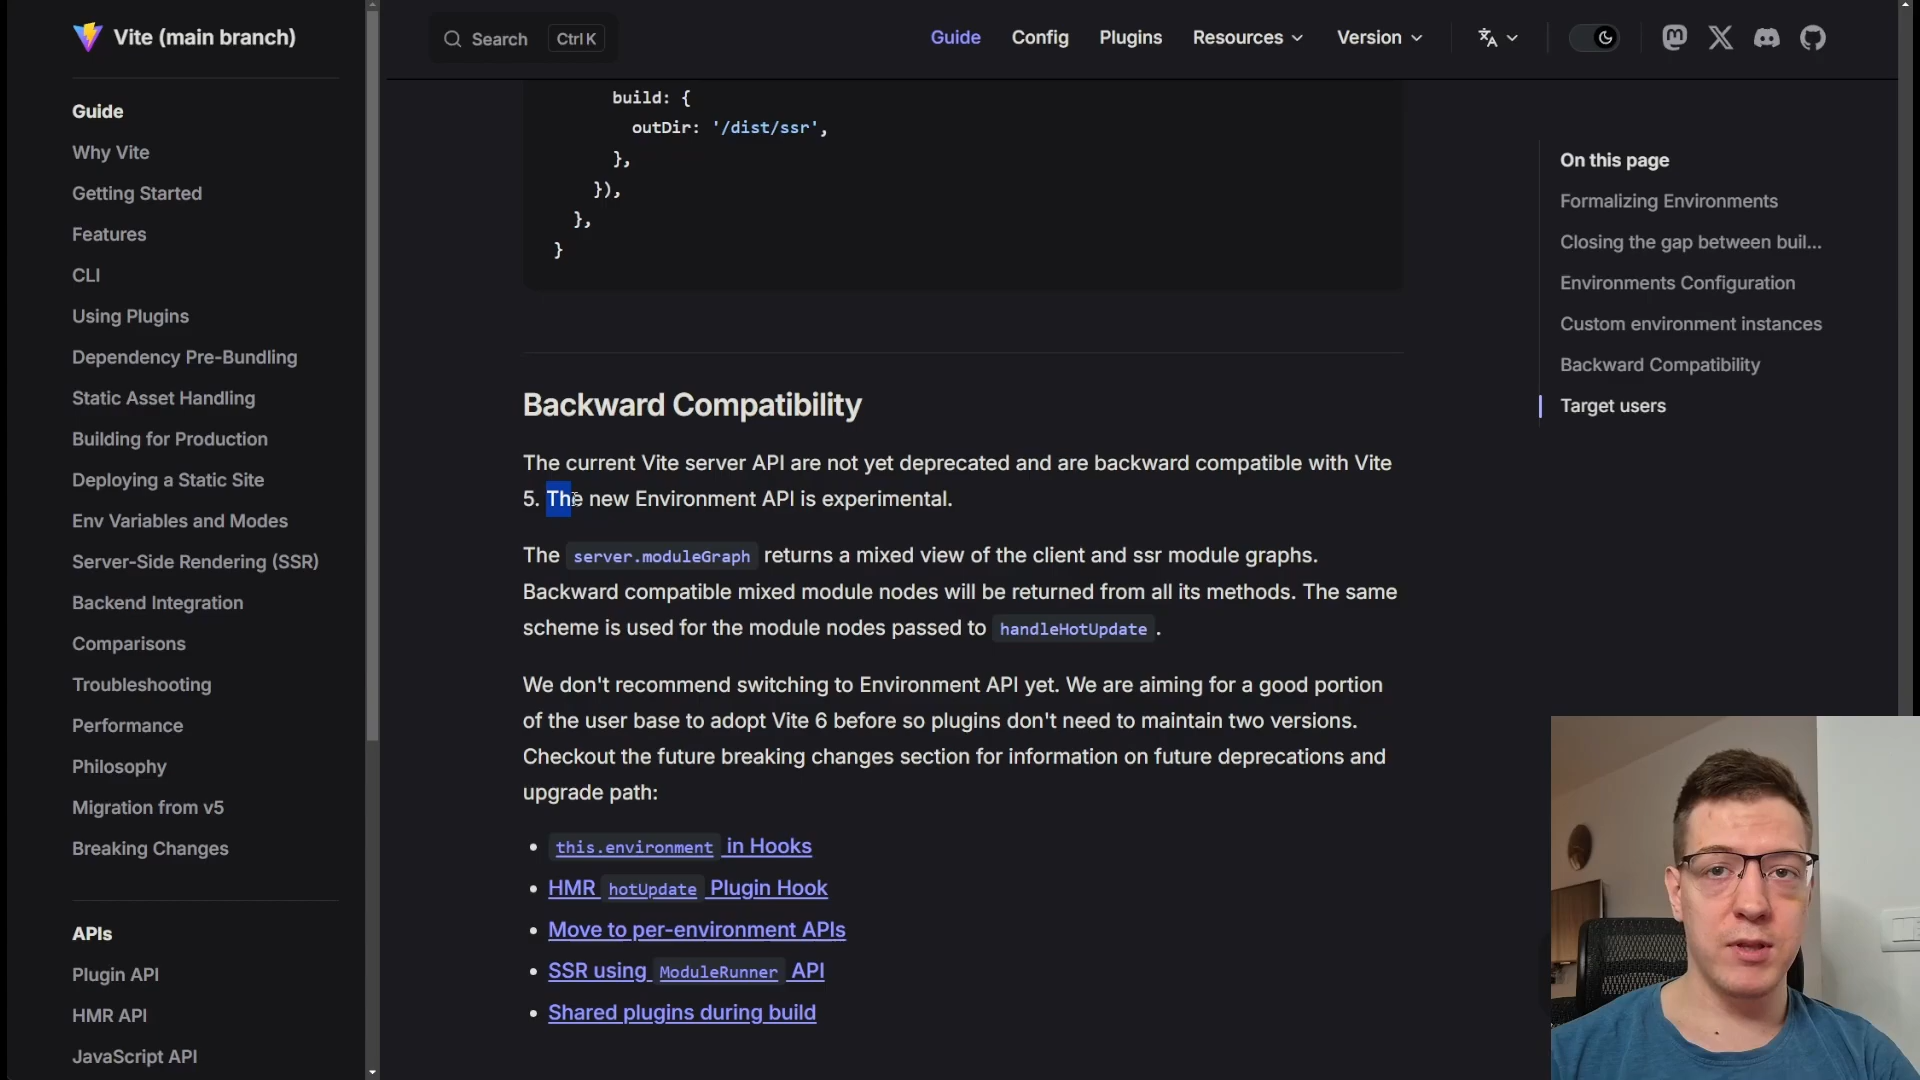 Vite (main branch)
Search Ctrl K
Guide Config Plugins Resources Version
Guide
Why Vite
Getting Started
Features
CLI
Using Plugins
Dependency Pre-Bundling
Static Asset Handling
Building for Production
Deploying a Static Site
Env Variables and Modes
Server-Side Rendering (SSR)
Backend Integration
Comparisons
Troubleshooting
Performance
Philosophy
Migration from v5
Breaking Changes
APIs
Plugin API
HMR API
JavaScript API
build: {
outDir: '/dist/ssr',
},
}),
},
}
Backward Compatibility
The current Vite server API are not yet deprecated and are backward compatible with Vite
5. The new Environment API is experimental.
The server.moduleGraph returns a mixed view of the client and ssr module graphs.
Backward compatible mixed module nodes will be returned from all its methods. The same
scheme is used for the module nodes passed to handleHotUpdate.
We don't recommend switching to Environment API yet. We are aiming for a good portion
of the user base to adopt Vite 6 before so plugins don't need to maintain two versions.
Checkout the future breaking changes section for information on future deprecations and
upgrade path:
• this.environment in Hooks
• HMR hotUpdate Plugin Hook
• Move to per-environment APIs
• SSR using ModuleRunner API
• Shared plugins during build
On this page
Formalizing Environments
Closing the gap between buil...
Environments Configuration
Custom environment instances
Backward Compatibility
Target users